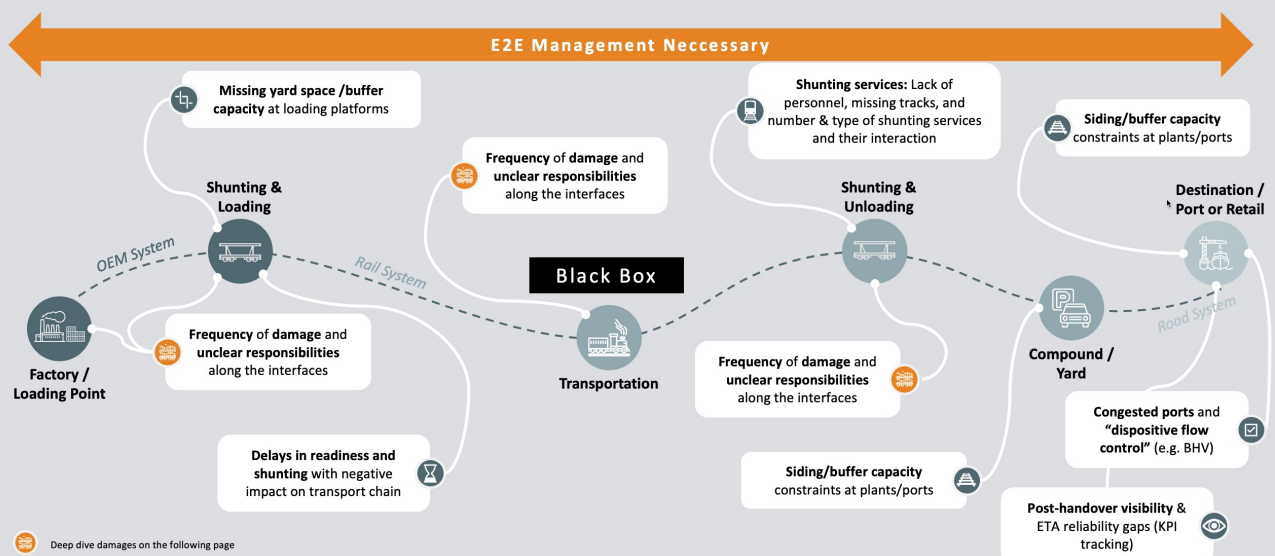 E2E Management Neccessary
Missing yard space /buffer
capacity at loading platforms
Shunting services: Lack of
personnel, missing tracks, and
number & type of shunting services
and their interaction
Siding/buffer capacity
constraints at plants/ports
Frequency of damage and
unclear responsibilities
along the interfaces
Shunting &
Loading
Shunting &
Unloading
Destination /
Port or Retail
OEM System
Rail System
Black Box
Road System
Frequency of damage and
unclear responsibilities
along the interfaces
Factory /
Loading Point
Transportation
Frequency of damage and
unclear responsibilities
along the interfaces
Compound /
Yard
Congested ports and
“dispositive flow
control” (e.g. BHV)
Delays in readiness and
shunting with negative
impact on transport chain
Siding/buffer capacity
constraints at plants/ports
Post-handover visibility &
ETA reliability gaps (KPI
tracking)
Deep dive damages on the following page
P